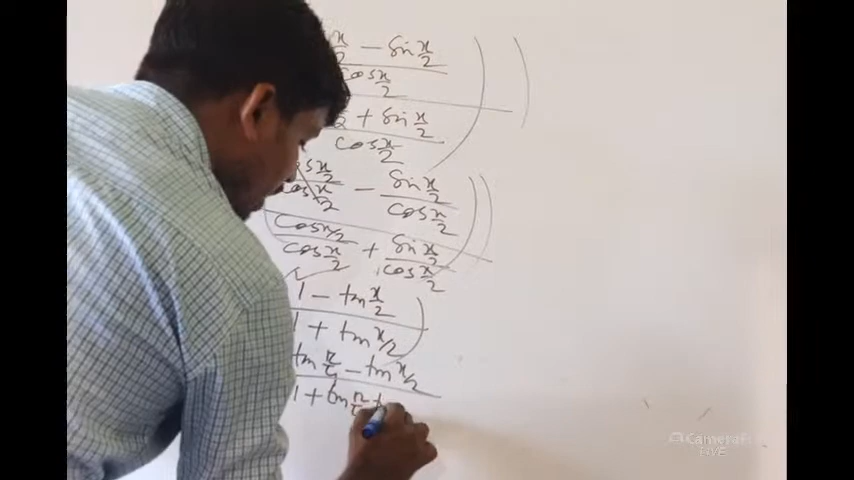 x/2 - sin x/2
cos x/2
2 + sin x/2
cos x/2
cos x/2 / cos x/2 - sin x/2 / cos x/2
cos x/2 / cos x/2 + sin x/2 / cos x/2
1 - tan x/2
1 + tan x/2
tan π/4 - tan x/2
1 + tan π/4
CameraFi
LIVE